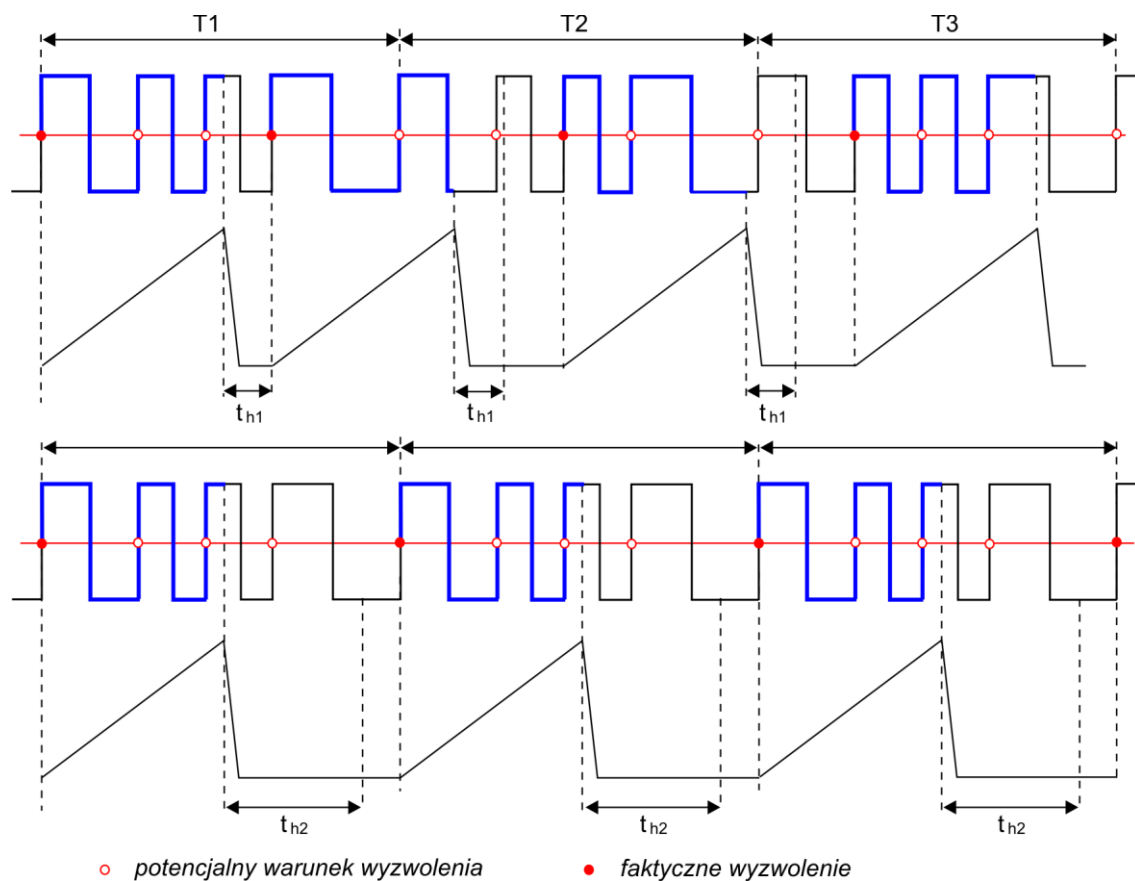 T1 T2 T3
t h1 t h1 t h1
t h2 t h2 t h2
potencjalny warunek wyzwolenia faktyczne wyzwolenie